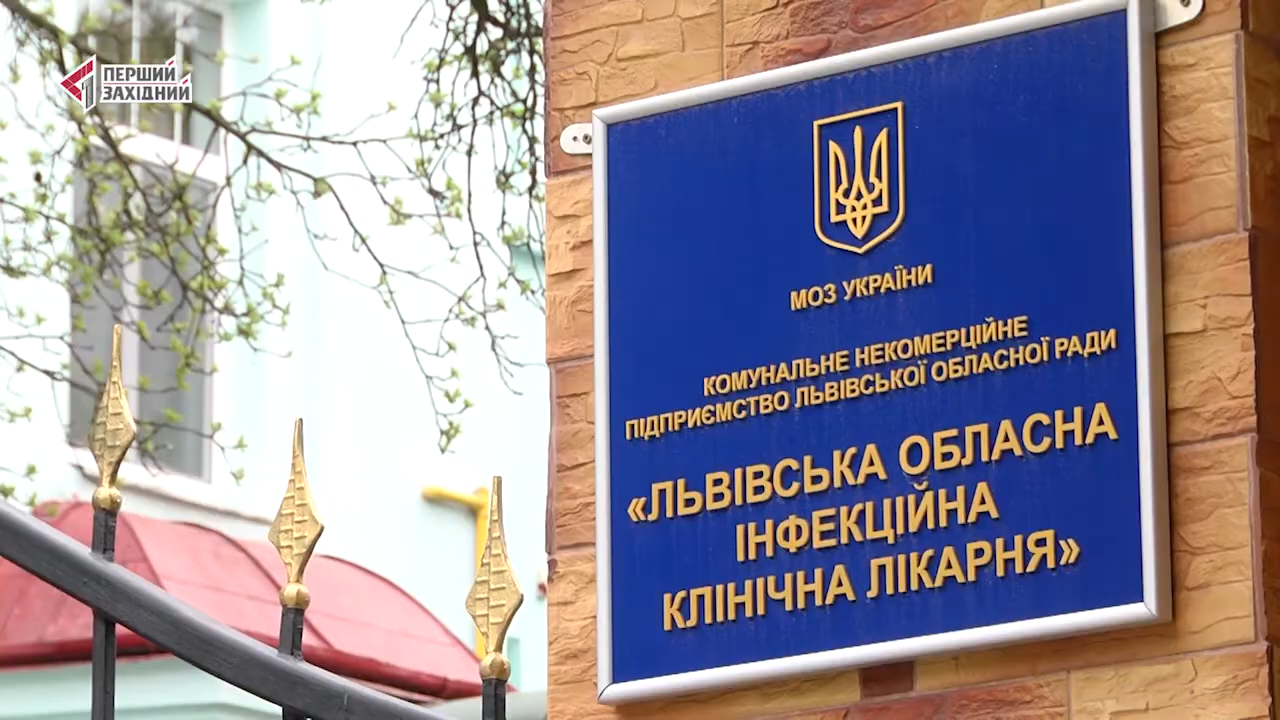 ПЕРШИЙ
ЗАХІДНИЙ
МОЗ УКРАЇНИ
КОМУНАЛЬНЕ НЕКОМЕРЦІЙНЕ
ПІДПРИЄМСТВО ЛЬВІВСЬКОЇ ОБЛАСНОЇ РАДИ
«ЛЬВІВСЬКА ОБЛАСНА
ІНФЕКЦІЙНА
КЛІНІЧНА ЛІКАРНЯ»